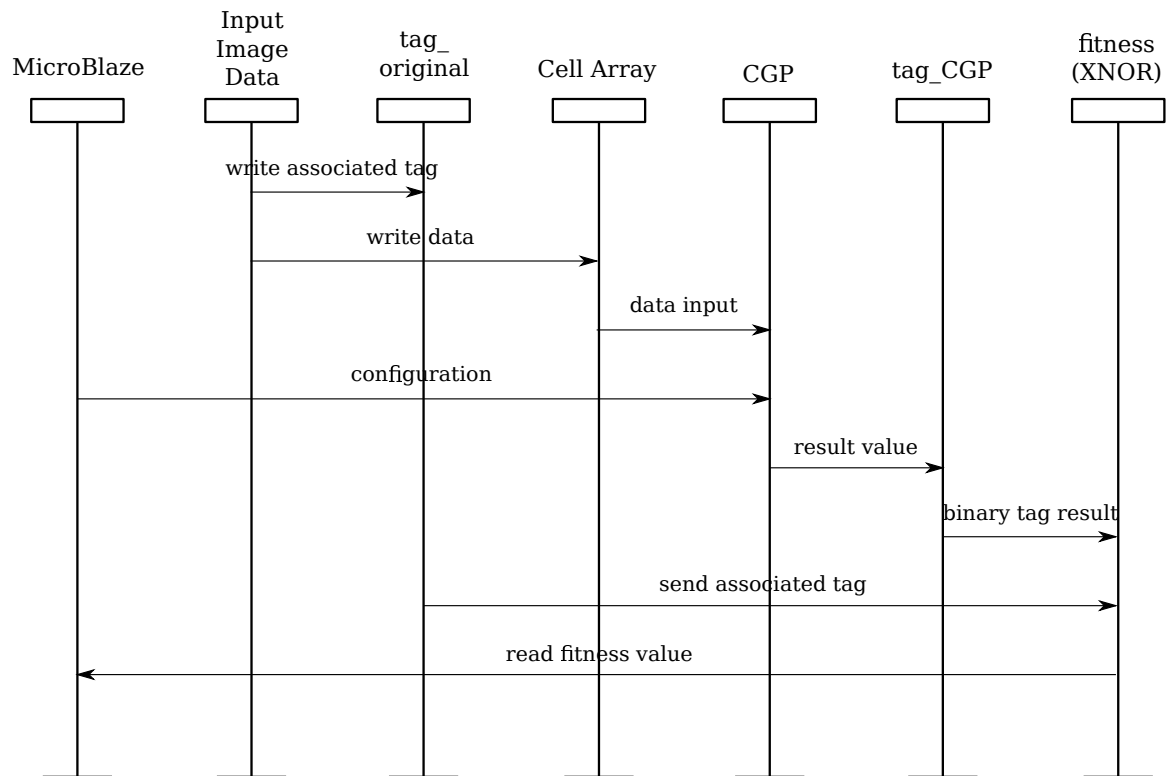 MicroBlaze
Input
Image
Data
tag_
original
Cell Array
CGP
tag_CGP
fitness
(XNOR)
write associated tag
write data
data input
configuration
result value
binary tag result
send associated tag
read fitness value